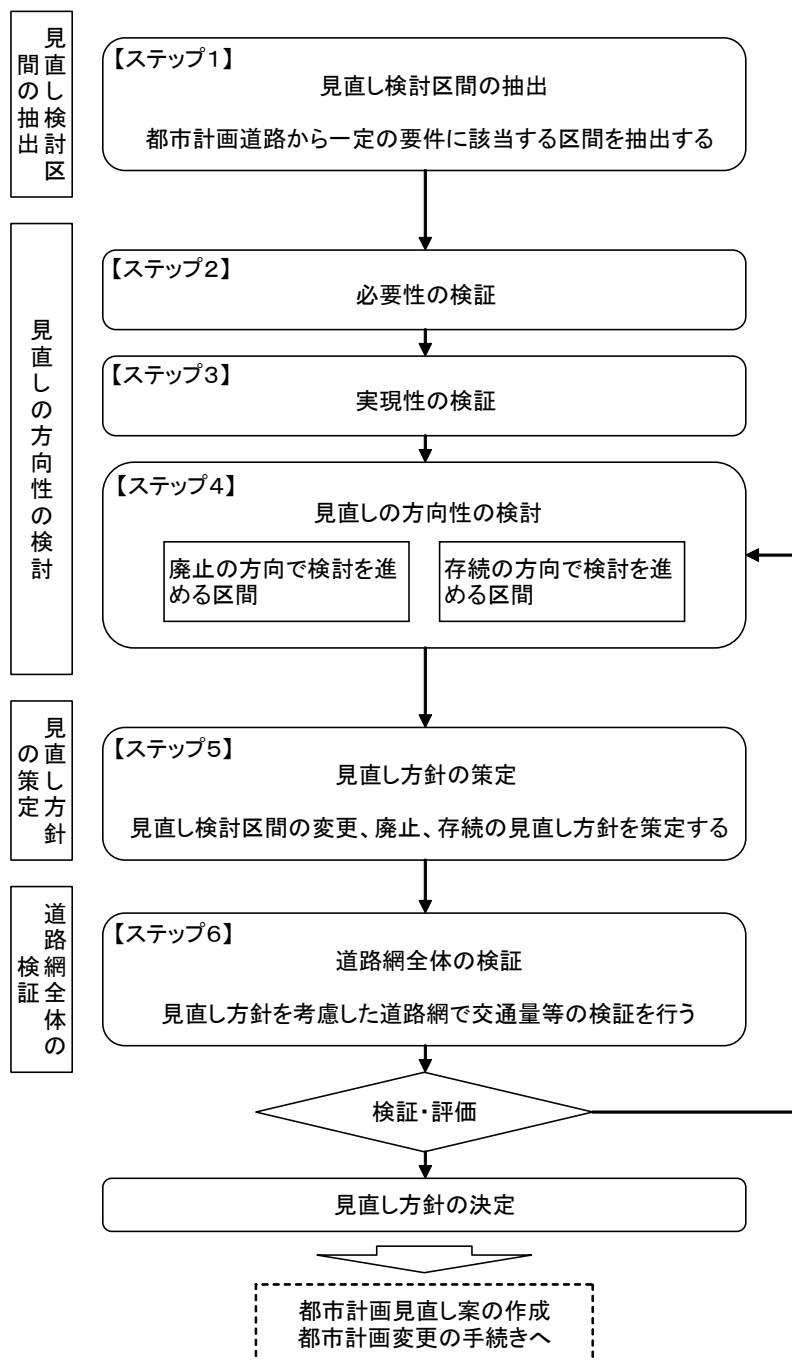 見直し検討区
間の抽出
【ステップ1】
見直し検討区間の抽出
都市計画道路から一定の要件に該当する区間を抽出する
見直しの方向性の検討
【ステップ2】
必要性の検証
【ステップ3】
実現性の検証
【ステップ4】
見直しの方向性の検討
廃止の方向で検討を進
める区間
存続の方向で検討を進
める区間
見直し方針
の策定
【ステップ5】
見直し方針の策定
見直し検討区間の変更、廃止、存続の見直し方針を策定する
道路網全体の
検証
【ステップ6】
道路網全体の検証
見直し方針を考慮した道路網で交通量等の検証を行う
検証・評価
見直し方針の決定
都市計画見直し案の作成
都市計画変更の手続きへ